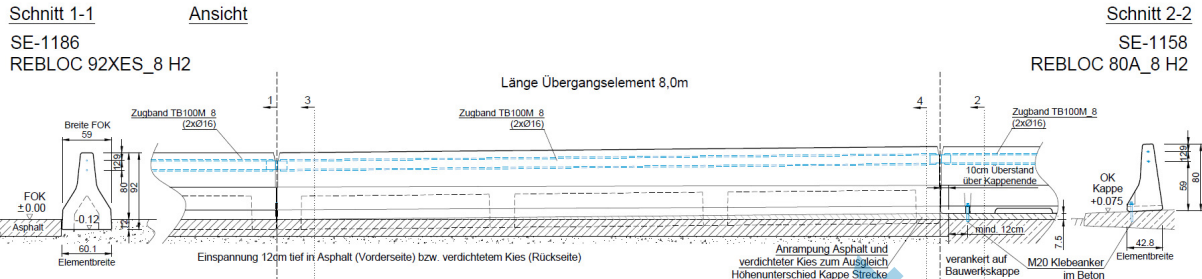 Schnitt 1-1
Ansicht
Schnitt 2-2
SE-1186
SE-1158
REBLOC 92XES_8 H2
REBLOC 80A_8 H2
Länge Übergangselement 8,0m
1
3
4
2
Zugband TB100M_8
(2xØ16)
Zugband TB100M_8
(2xØ16)
Zugband TB100M_8
(2xØ16)
Breite FOK
59
129
80
92
12
FOK
±0.00
Asphalt
-0.12
60.1
Elementbreite
10cm Überstand
über Kappenende
OK
Kappe
+0.075
129
59
80
mind. 12cm
7.5
42.8
Elementbreite
Einspannung 12cm tief in Asphalt (Vorderseite) bzw. verdichtetem Kies (Rückseite)
Anrampung Asphalt und
verdichteter Kies zum Ausgleich
Höhenunterschied Kappe Strecke
verankert auf
Bauwerkskappe
M20 Klebeanker
im Beton